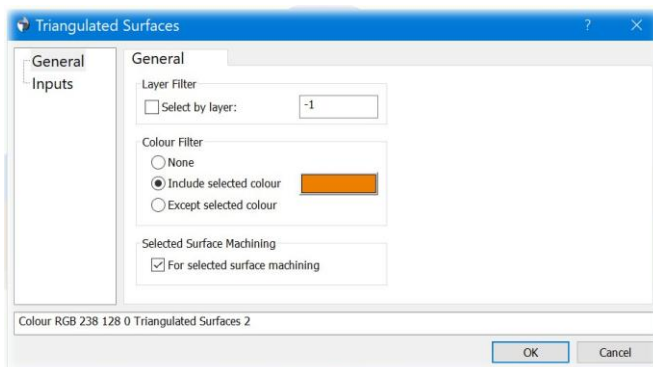 Triangulated Surfaces ? ×
General
Inputs
General
Layer Filter
Select by layer: -1
Colour Filter
None
Include selected colour
Except selected colour
Selected Surface Machining
For selected surface machining
Colour RGB 238 128 0 Triangulated Surfaces 2
OK Cancel